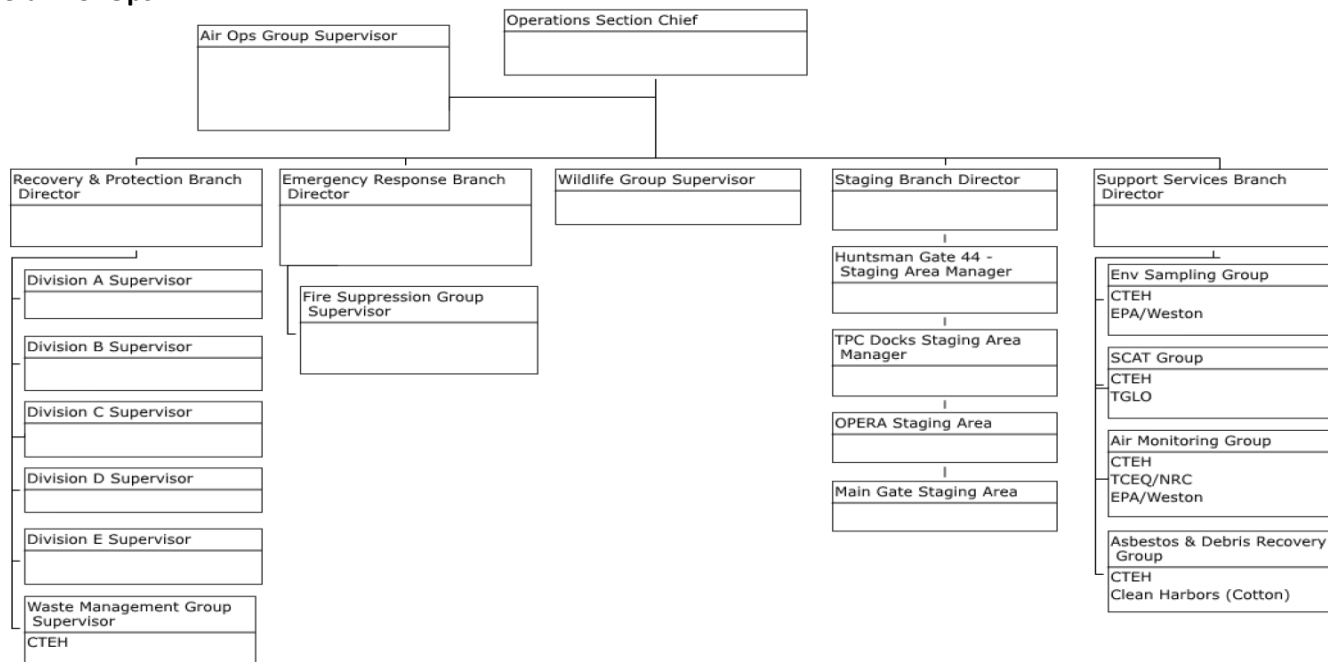 Operations Section Chief
Air Ops Group Supervisor
Recovery & Protection Branch
Director
Emergency Response Branch
Director
Wildlife Group Supervisor
Staging Branch Director
Support Services Branch
Director
Division A Supervisor
Division B Supervisor
Division C Supervisor
Division D Supervisor
Division E Supervisor
Waste Management Group
Supervisor
CTEH
Fire Suppression Group
Supervisor
Huntsman Gate 44 -
Staging Area Manager
TPC Docks Staging Area
Manager
OPERA Staging Area
Main Gate Staging Area
Env Sampling Group
CTEH
EPA/Weston
SCAT Group
CTEH
TGLO
Air Monitoring Group
CTEH
TCEQ/NRC
EPA/Weston
Asbestos & Debris Recovery
Group
CTEH
Clean Harbors (Cotton)